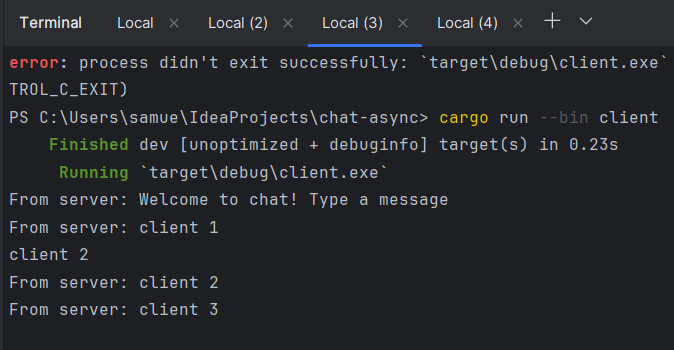 Terminal Local × Local (2) × Local (3) × Local (4) ×
error: process didn't exit successfully: `target\debug\client.exe`
TROL_C_EXIT)
PS C:\Users\samue\IdeaProjects\chat-async> cargo run --bin client
    Finished dev [unoptimized + debuginfo] target(s) in 0.23s
     Running `target\debug\client.exe`
From server: Welcome to chat! Type a message
From server: client 1
client 2
From server: client 2
From server: client 3